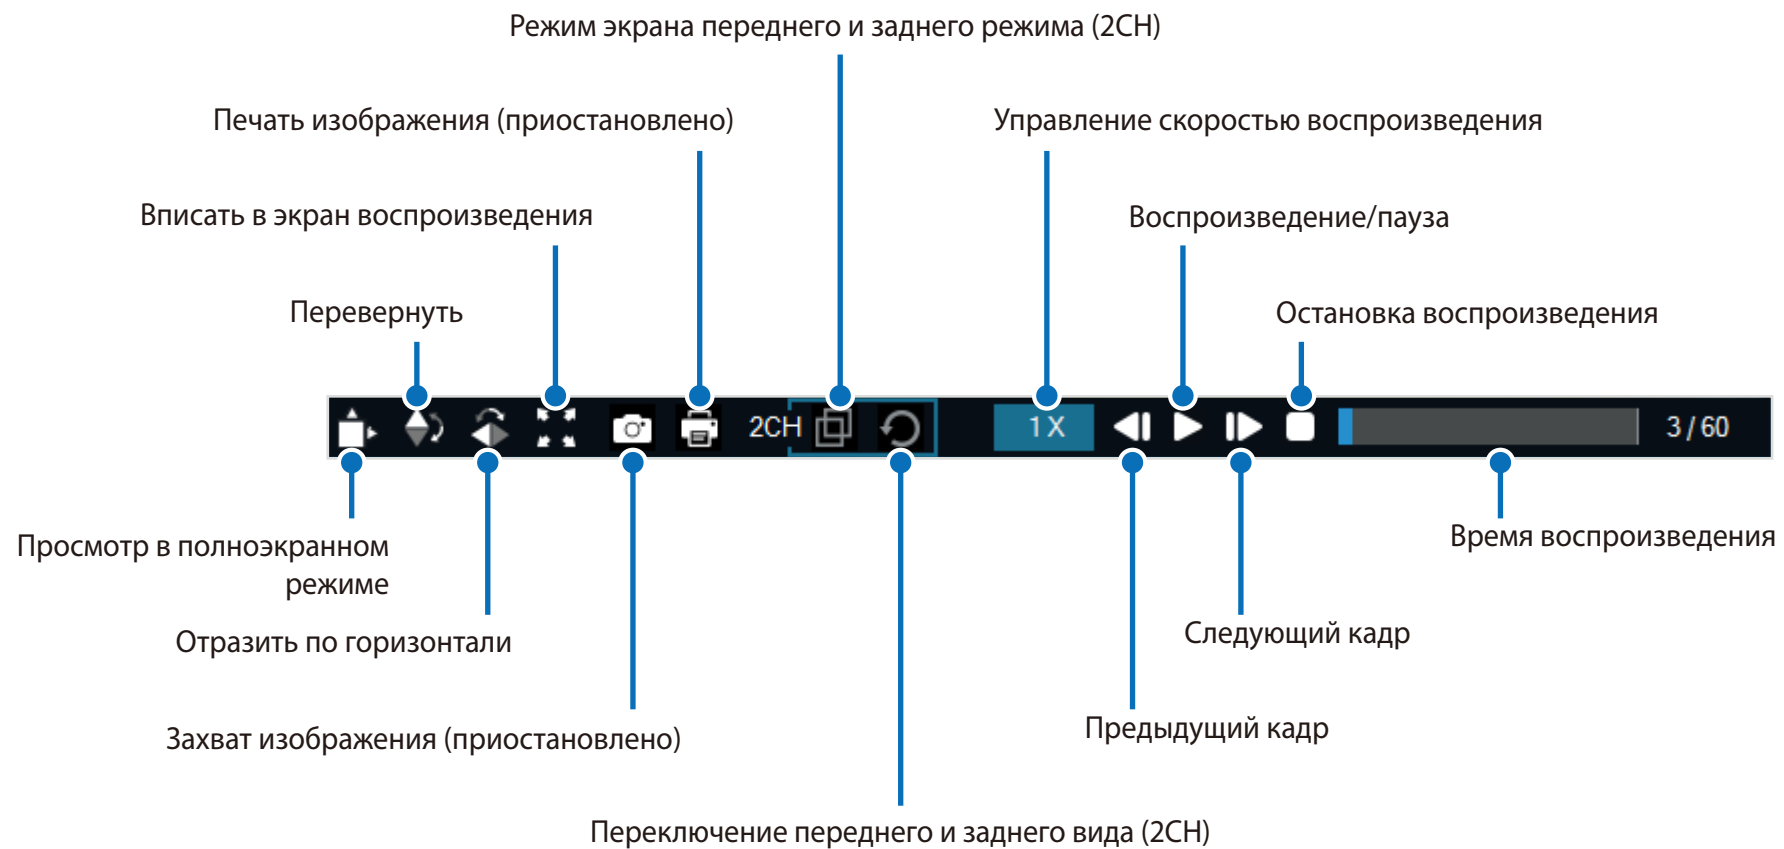 Режим экрана переднего и заднего режима (2CH)
Печать изображения (приостановлено)
Управление скоростью воспроизведения
Вписать в экран воспроизведения
Воспроизведение/пауза
Перевернуть
Остановка воспроизведения
2CH
1X
3 / 60
Просмотр в полноэкранном
режиме
Время воспроизведения
Отразить по горизонтали
Следующий кадр
Захват изображения (приостановлено)
Предыдущий кадр
Переключение переднего и заднего вида (2CH)